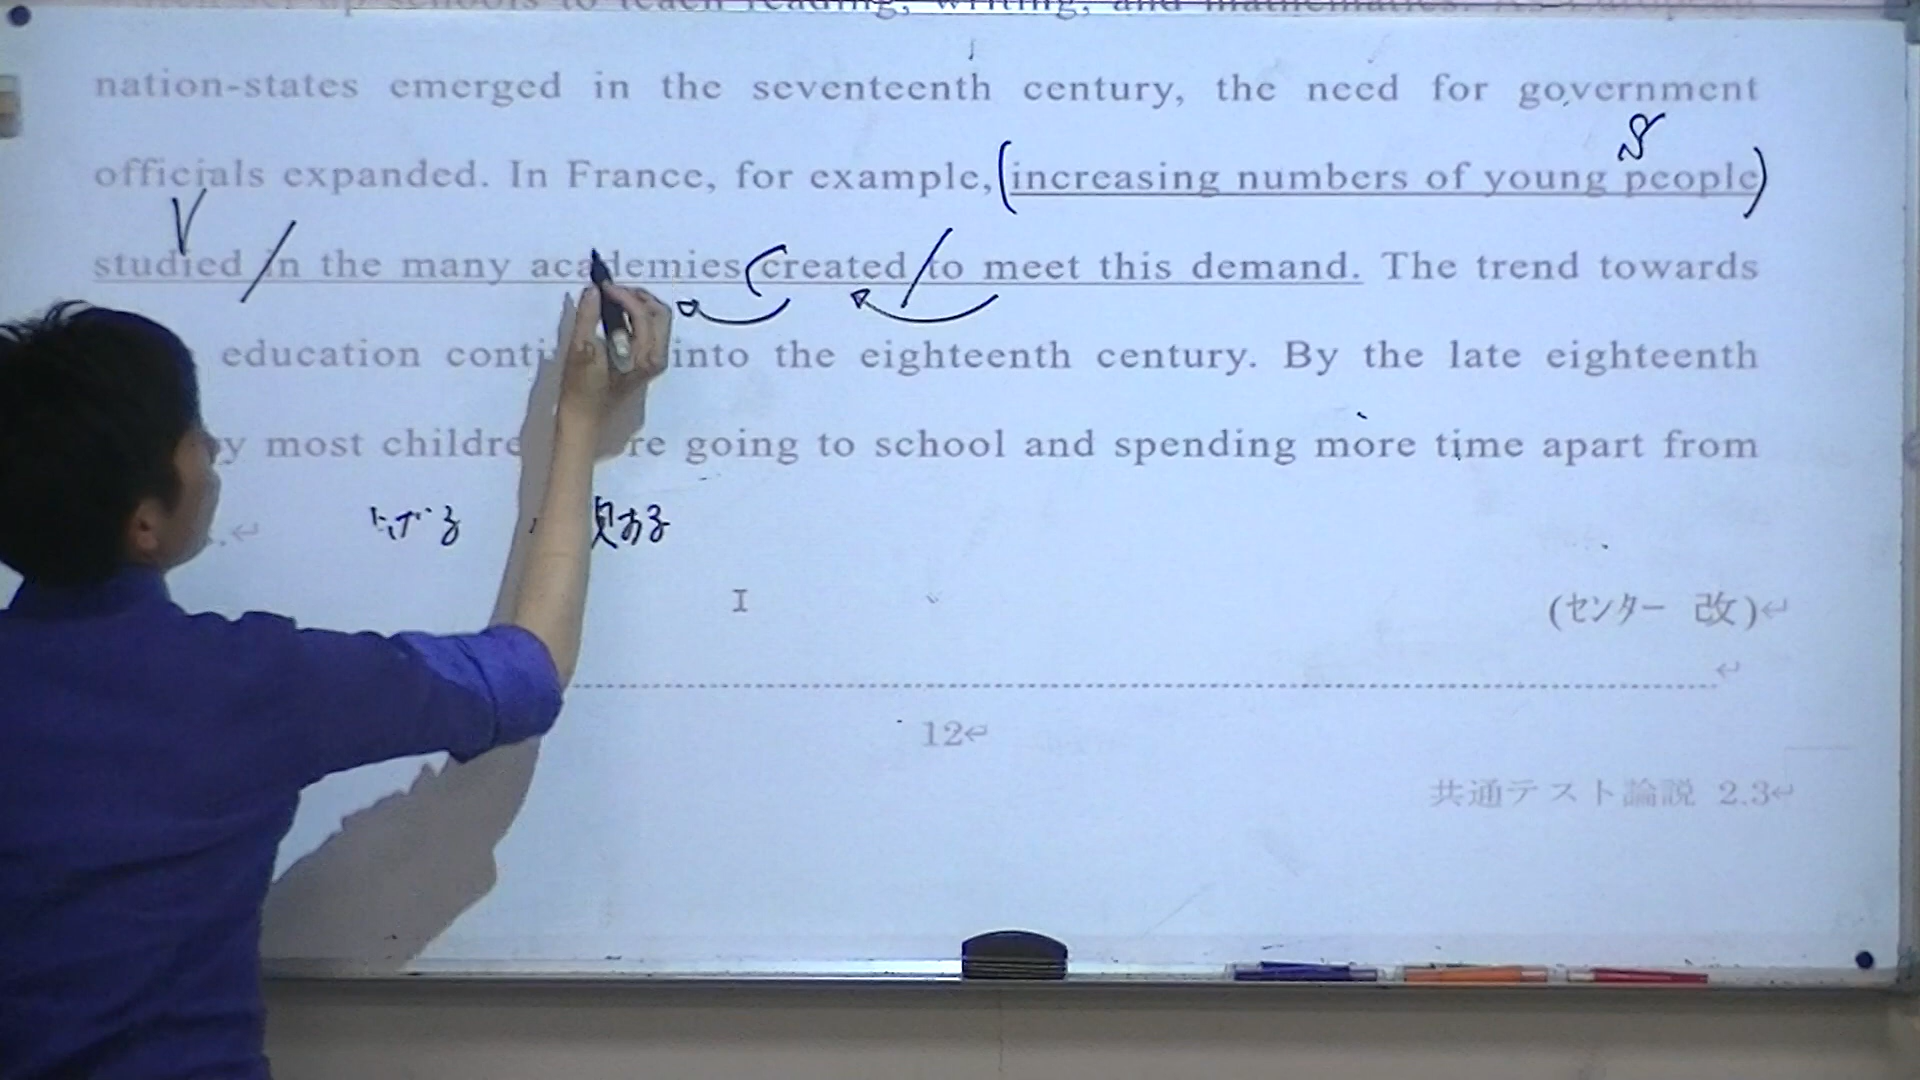 nation-states emerged in the seventeenth century, the need for government
S
officials expanded. In France, for example, (increasing numbers of young people)
V
studied / in the many academies (created / to meet this demand. The trend towards
education into the eighteenth century. By the late eighteenth
most going to school and spending more time apart from
(センター 改)
12
共通テスト論説 2.3